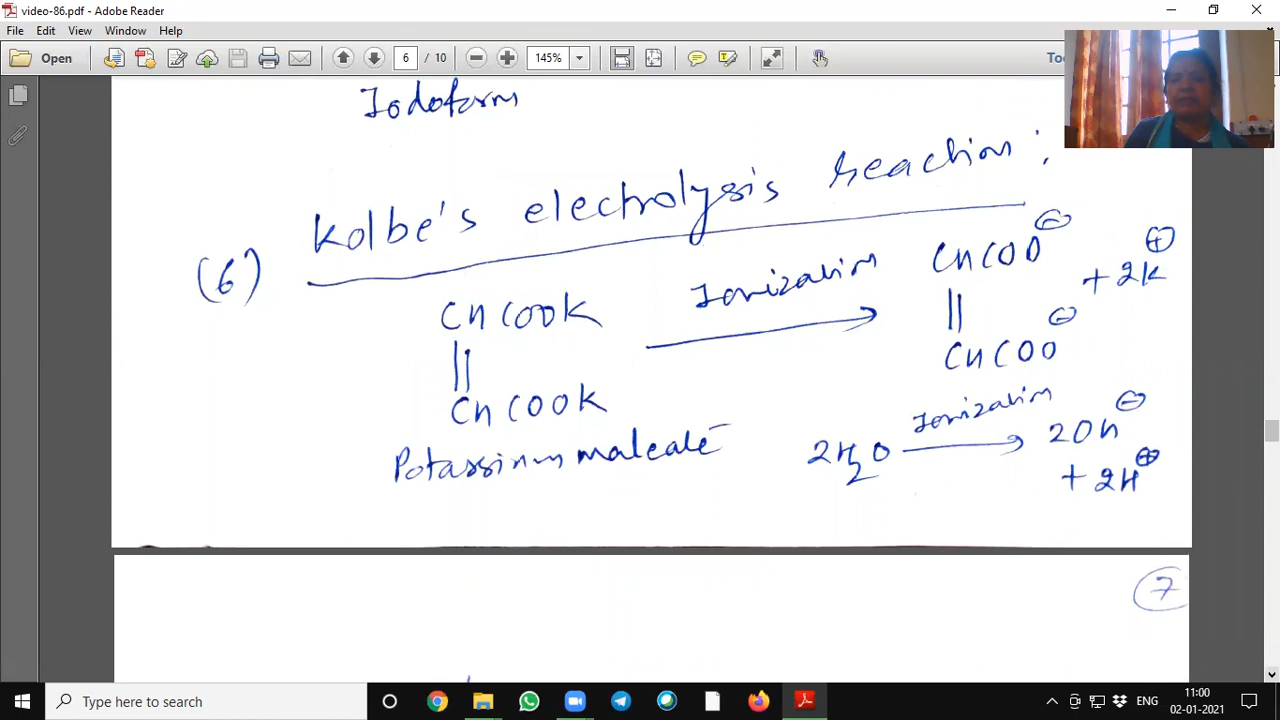 video-86.pdf - Adobe Reader
File Edit View Window Help
Open 6 / 10 145% Too
Iodoform
(6) Kolbe's electrolysis reaction :
CHCOOK Ionization CHCOO⊖ + 2K⊕
||
CHCOOK CHCOO⊖
Potassium maleate
2H2O Ionization 2OH⊖
+ 2H⊕
7
Type here to search
ENG 11:00
02-01-2021